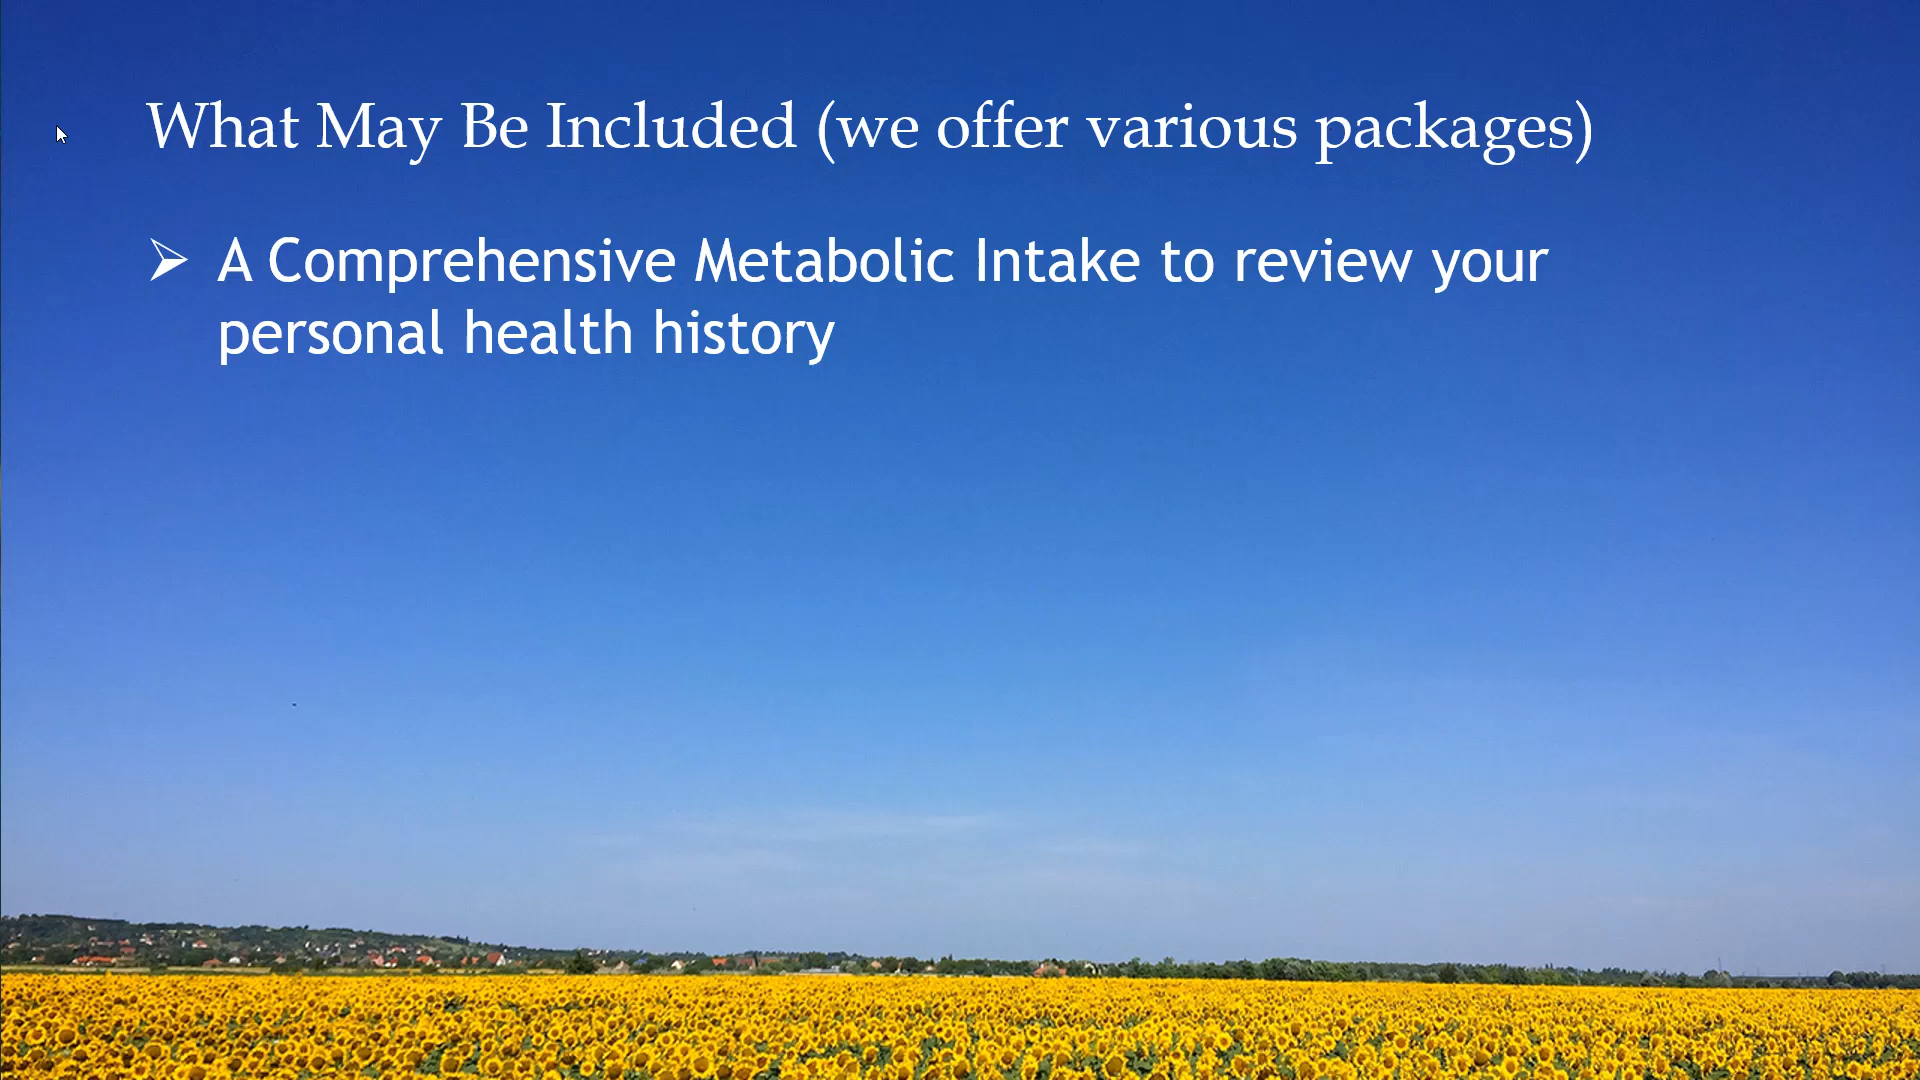 What May Be Included (we offer various packages)
A Comprehensive Metabolic Intake to review your
personal health history